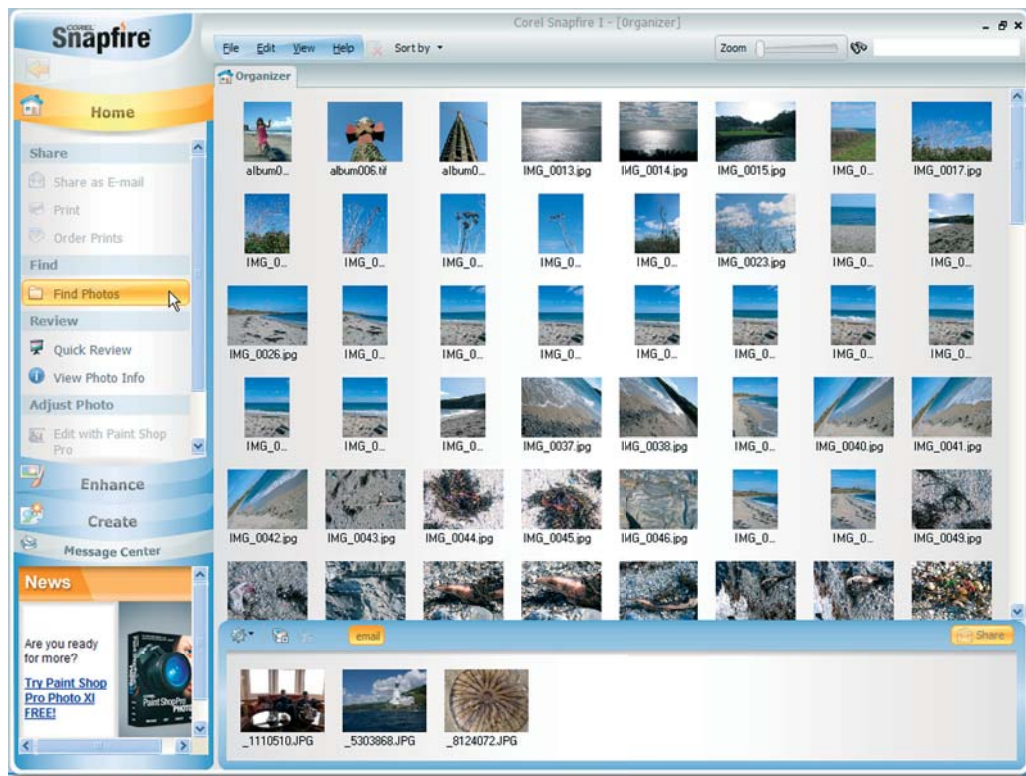 COREL
Snapfire
Corel Snapfire I - [Organizer]
File Edit View Help Sort by
Zoom
Organizer
Home
Share
Share as E-mail
Print
Order Prints
Find
Find Photos
Review
Quick Review
View Photo Info
Adjust Photo
Edit with Paint Shop
Pro
Enhance
Create
Message Center
News
Are you ready
for more?
Try Paint Shop
Pro Photo XI
FREE!
Paint Shop Pro
PHOTO
album0... album006.tif album0... IMG_0013.jpg IMG_0014.jpg IMG_0015.jpg IMG_0... IMG_0017.jpg
IMG_0... IMG_0... IMG_0... IMG_0... IMG_0... IMG_0023.jpg IMG_0... IMG_0...
IMG_0026.jpg IMG_0... IMG_0... IMG_0... IMG_0... IMG_0... IMG_0... IMG_0...
IMG_0... IMG_0... IMG_0... IMG_0037.jpg IMG_0038.jpg IMG_0... IMG_0040.jpg IMG_0041.jpg
IMG_0042.jpg IMG_0043.jpg IMG_0044.jpg IMG_0045.jpg IMG_0046.jpg IMG_0... IMG_0... IMG_0049.jpg
email Share
_1110510.JPG _5303868.JPG _8124072.JPG